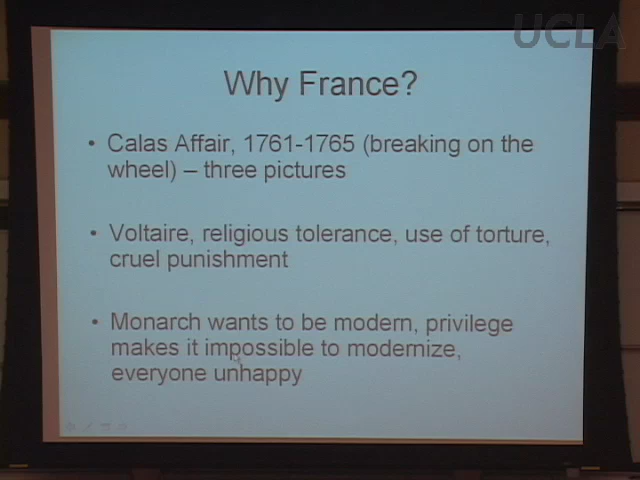 UCLA
Why France?
• Calas Affair, 1761-1765 (breaking on the
wheel) – three pictures
• Voltaire, religious tolerance, use of torture,
cruel punishment
• Monarch wants to be modern, privilege
makes it impossible to modernize,
everyone unhappy